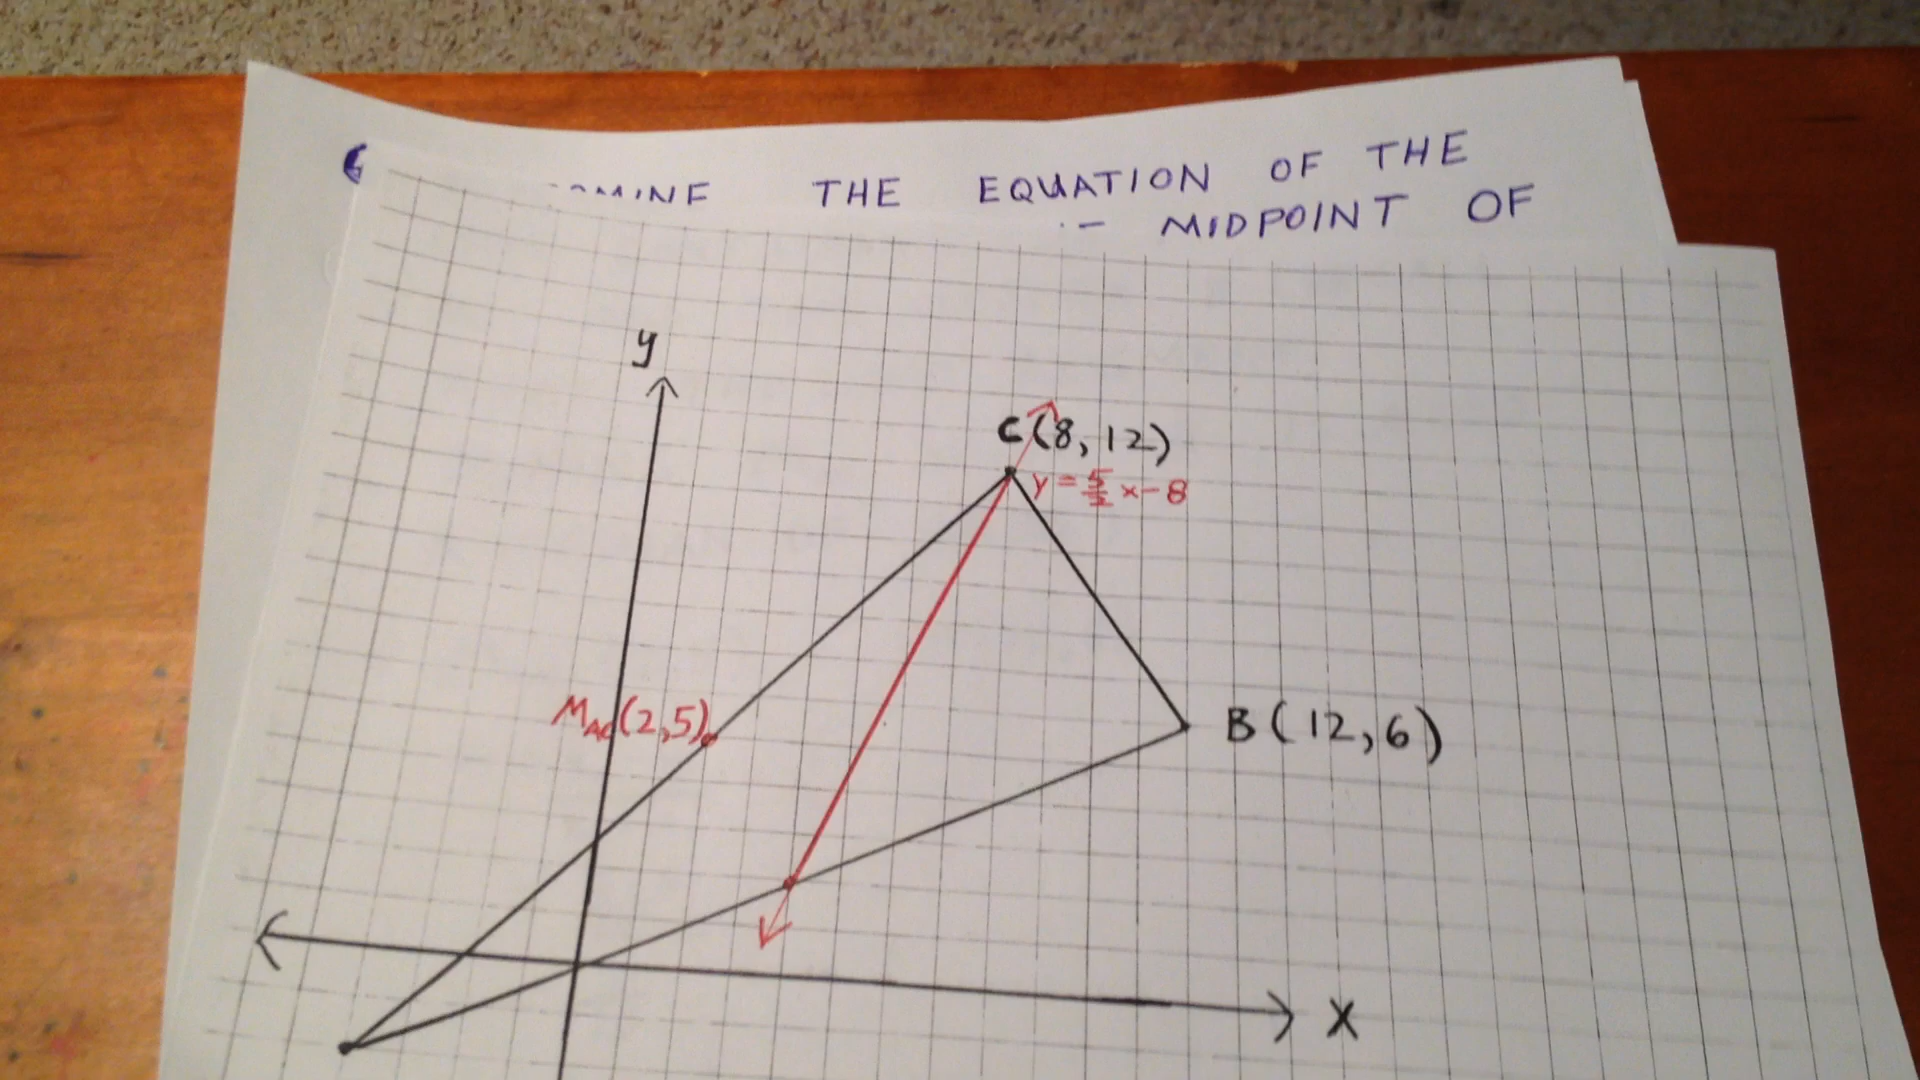 THE EQUATION OF THE
MIDPOINT OF
y
C(8, 12)
y = 5/2 x - 8
M_AC(2,5)
B(12,6)
x